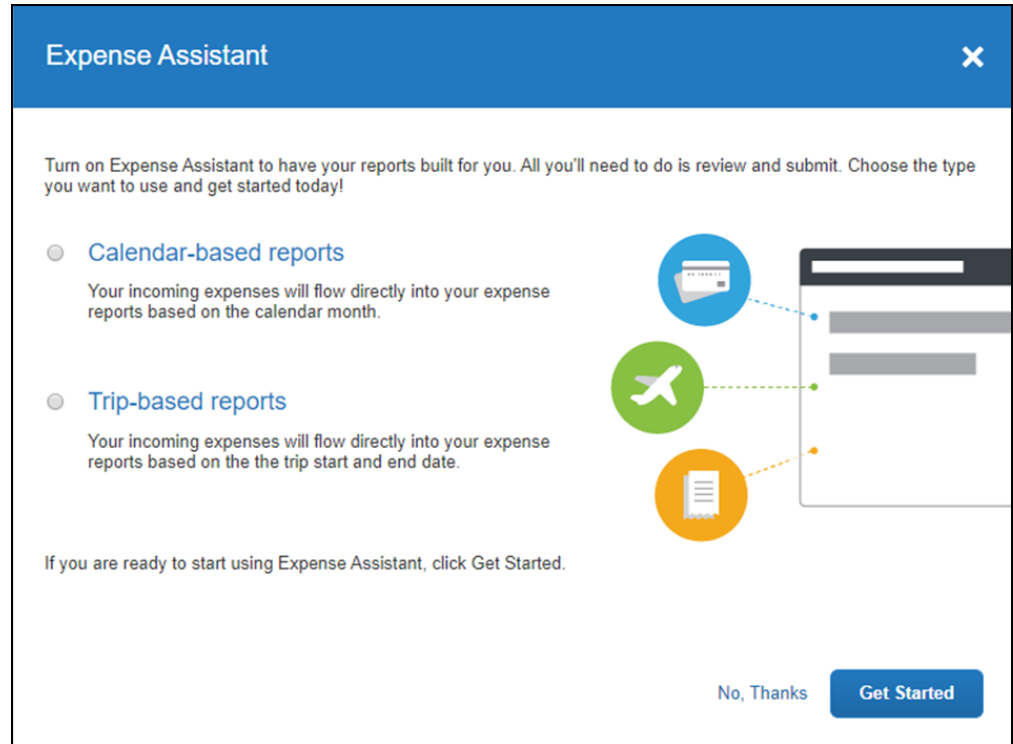 Expense Assistant
Turn on Expense Assistant to have your reports built for you. All you'll need to do is review and submit. Choose the type
you want to use and get started today!
Calendar-based reports
Your incoming expenses will flow directly into your expense
reports based on the calendar month.
Trip-based reports
Your incoming expenses will flow directly into your expense
reports based on the the trip start and end date.
If you are ready to start using Expense Assistant, click Get Started.
No, Thanks
Get Started